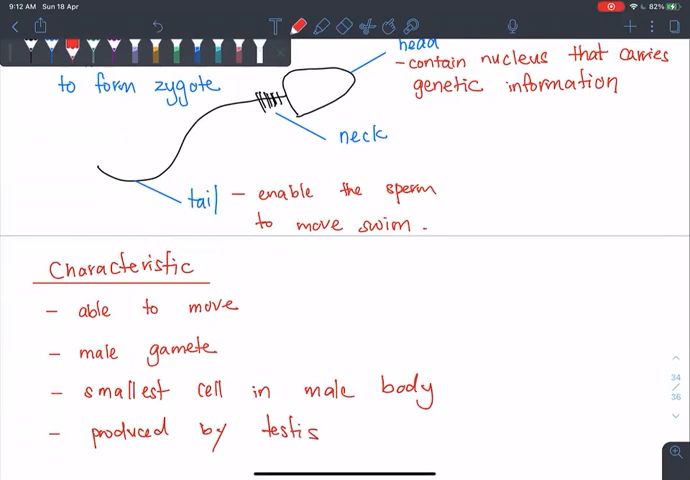 9:12 AM Sun 18 Apr
82%
head
- contain nucleus that carries
genetic information
to form zygote
neck
tail - enable the sperm
to move swim.
Characteristic
- able to move
- male gamete
- smallest cell in male body
- produced by testis
34
/
36